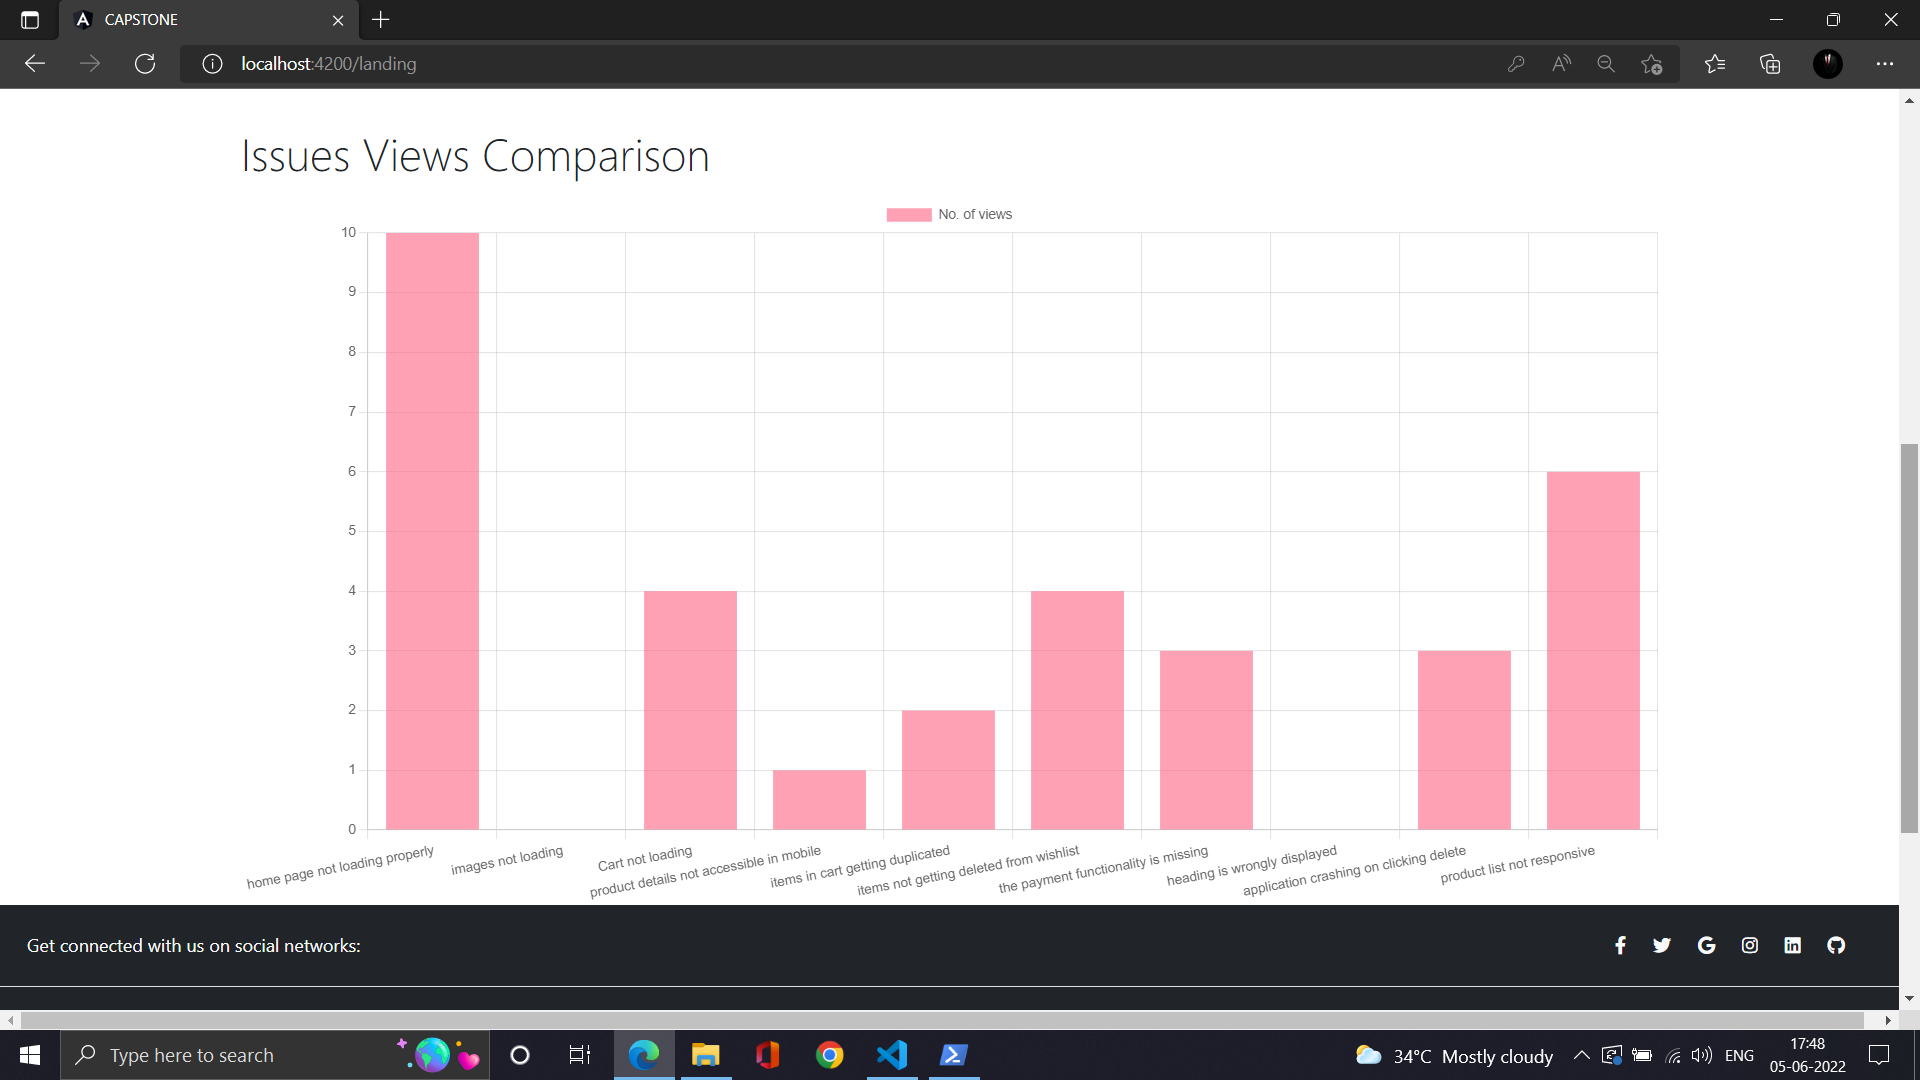 CAPSTONE
localhost:4200/landing
Issues Views Comparison
No. of views
10
9
8
7
6
5
4
3
2
1
0
home page not loading properly
images not loading
Cart not loading
product details not accessible in mobile
items in cart getting duplicated
items not getting deleted from wishlist
the payment functionality is missing
heading is wrongly displayed
application crashing on clicking delete
product list not responsive
Get connected with us on social networks:
Type here to search
34°C Mostly cloudy
ENG
17:48
05-06-2022